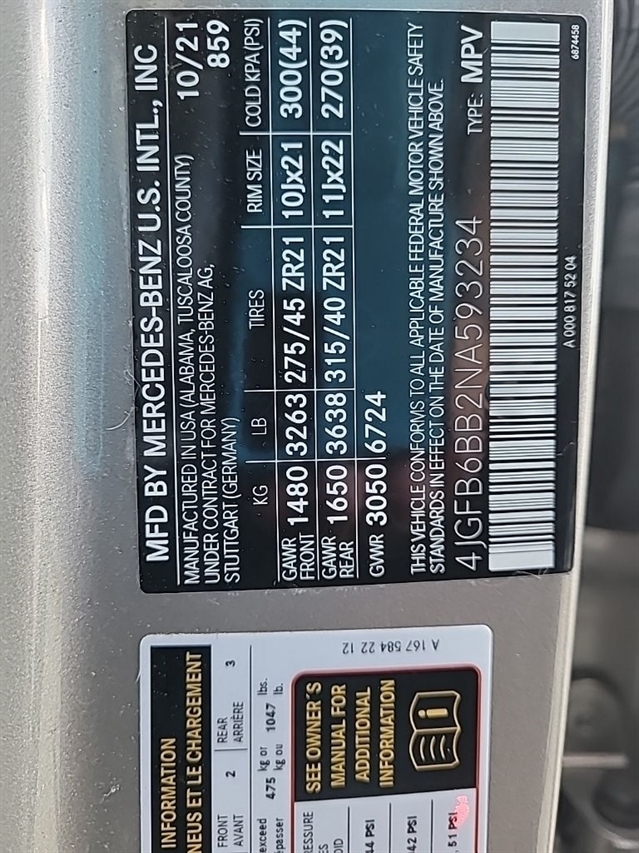 MFD BY MERCEDES-BENZ U.S. INTL., INC
MANUFACTURED IN USA (ALABAMA, TUSCALOOSA COUNTY) 10/21
UNDER CONTRACT FOR MERCEDES-BENZ AG, 859
STUTTGART (GERMANY)
KG LB TIRES RIM SIZE COLD KPA (PSI)
GAWR FRONT 1480 3263 275/45 ZR21 10Jx21 300(44)
GAWR REAR 1650 3638 315/40 ZR21 11Jx22 270(39)
GVWR 3050 6724
THIS VEHICLE CONFORMS TO ALL APPLICABLE FEDERAL MOTOR VEHICLE SAFETY
STANDARDS IN EFFECT ON THE DATE OF MANUFACTURE SHOWN ABOVE.
4JGFB6BB2NA593234 TYPE: MPV
6874458
A 000 817 52 04
INFORMATION
NEUS ET LE CHARGEMENT
FRONT 2 REAR 3
AVANT ARRIÈRE
exceed 475 kg or 1047 lbs.
passer kg ou lb.
SEE OWNER'S
MANUAL FOR
ADDITIONAL
INFORMATION
44 PSI
42 PSI
51 PSI
A 167 584 22 12